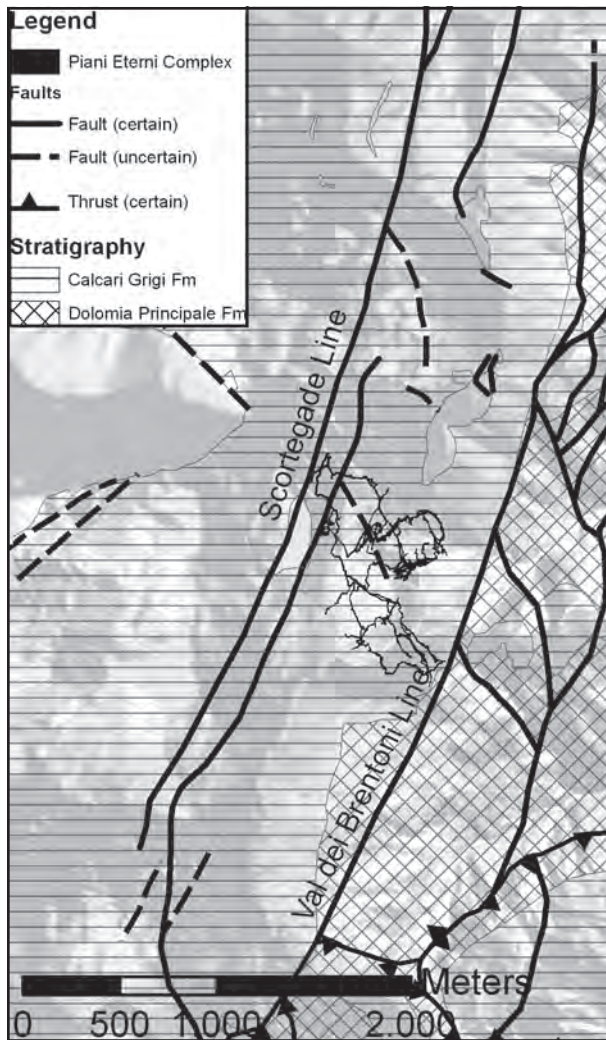 Legend
Piani Eterni Complex
Faults
Fault (certain)
Fault (uncertain)
Thrust (certain)
Stratigraphy
Calcari Grigi Fm
Dolomia Principale Fm
Scortegade Line
Val dei Brentoni Line
Meters
0 500 1.000 2.000